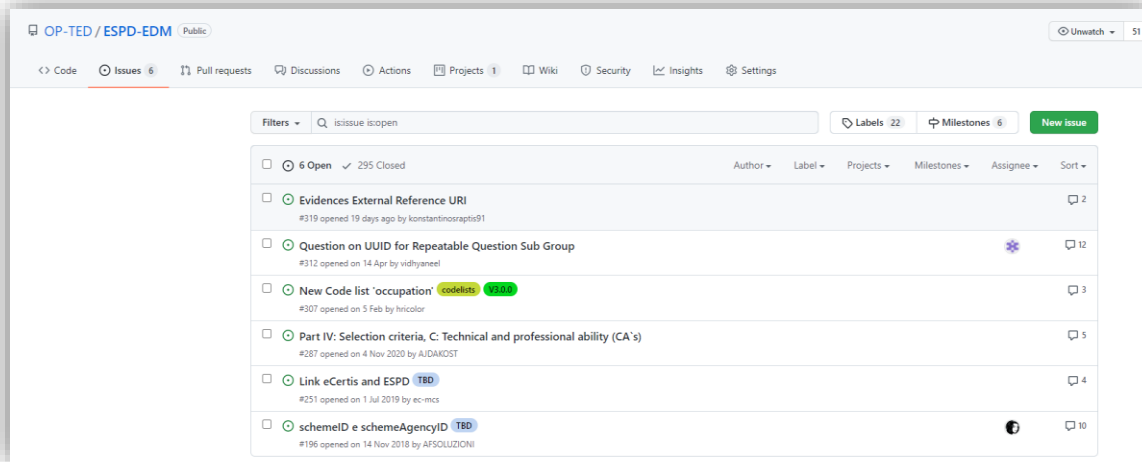 OP-TED / ESPD-EDM Public
Unwatch 51
Code Issues 6 Pull requests Discussions Actions Projects 1 Wiki Security Insights Settings
Filters is:issue is:open Labels 22 Milestones 6 New issue
6 Open 295 Closed Author Label Projects Milestones Assignee Sort
Evidences External Reference URI 2
#319 opened 19 days ago by konstantinosraptis91
Question on UUID for Repeatable Question Sub Group 12
#312 opened on 14 Apr by vidhyaneel
New Code list 'occupation' codelists V3.0.0 3
#307 opened on 5 Feb by hricolor
Part IV: Selection criteria, C: Technical and professional ability (CA`s) 5
#287 opened on 4 Nov 2020 by AJDAKOST
Link eCertis and ESPD TBD 4
#251 opened on 1 Jul 2019 by ec-mcs
schemeID e schemeAgencyID TBD 10
#196 opened on 14 Nov 2018 by AFSOLUZIONI